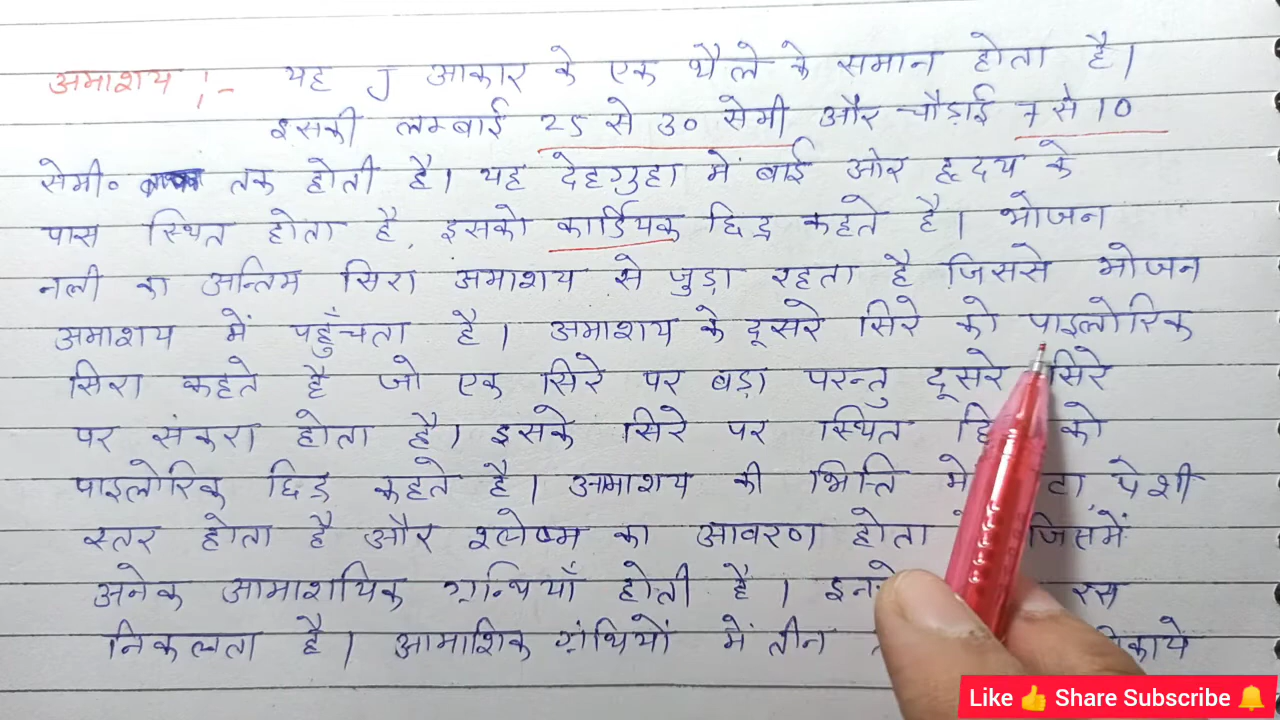 अमाशय :- यह J आकार के एक थैले के समान होता है।
इसकी लम्बाई 25 से 30 सेमी और चौड़ाई 7 से 10
सेमी० तक होती है। यह देहगुहा में बाई ओर हृदय के
पास स्थित होता है, इसको कार्डियक छिद्र कहते है। भोजन
नली का अन्तिम सिरा अमाशय से जुड़ा रहता है जिससे भोजन
अमाशय में पहुँचता है। अमाशय के दूसरे सिरे को पाइलोरिक
सिरा कहते है जो एक सिरे पर बड़ा परन्तु दूसरे सिरे
पर संकरा होता है। इसके सिरे पर स्थित को
पाइलोरिक छिद्र कहते है। आमाशय की भित्ति मे पेशी
स्तर होता है और श्लेष्म का आवरण होता जिसमें
अनेक आमाशयिक ग्रन्थियाँ होती है। रस
निकलता है। आमाशिक ग्रंथियों में तीन
Like 👍 Share Subscribe 🔔